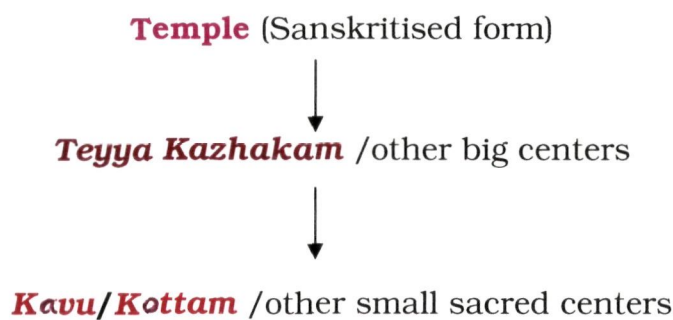 Temple (Sanskritised form)
Teyya Kazhakam /other big centers
Kavu/Kottam /other small sacred centers